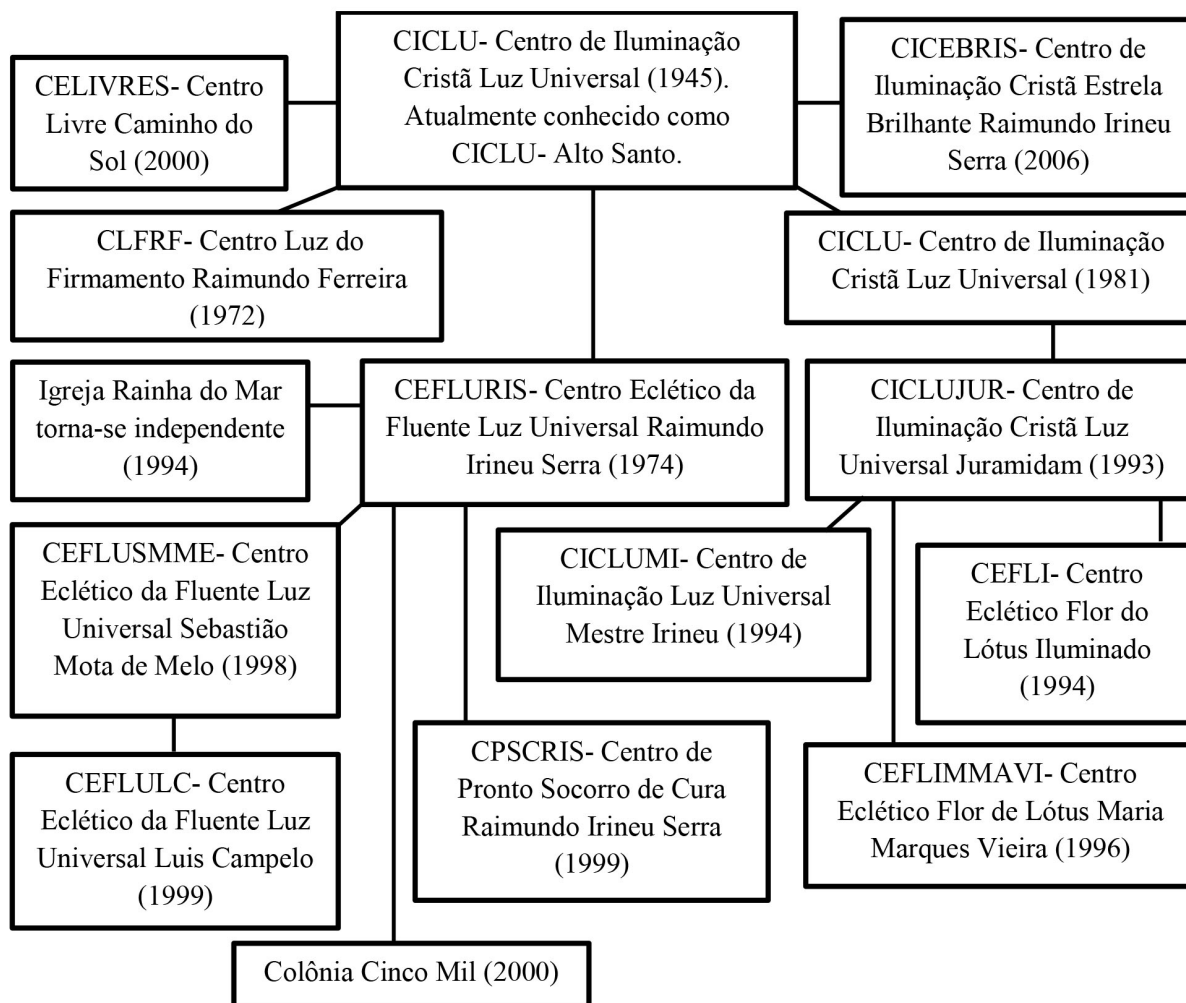 CICLU- Centro de Iluminação
Cristã Luz Universal (1945).
Atualmente conhecido como
CICLU- Alto Santo.
CELIVRES- Centro
Livre Caminho do
Sol (2000)
CICEBRIS- Centro de
Iluminação Cristã Estrela
Brilhante Raimundo Irineu
Serra (2006)
CLFRF- Centro Luz do
Firmamento Raimundo Ferreira
(1972)
CICLU- Centro de Iluminação
Cristã Luz Universal (1981)
Igreja Rainha do Mar
torna-se independente
(1994)
CEFLURIS- Centro Eclético da
Fluente Luz Universal Raimundo
Irineu Serra (1974)
CICLUJUR- Centro de
Iluminação Cristã Luz
Universal Juramidam (1993)
CEFLUSMME- Centro
Eclético da Fluente Luz
Universal Sebastião
Mota de Melo (1998)
CICLUMI- Centro de
Iluminação Luz Universal
Mestre Irineu (1994)
CEFLI- Centro
Eclético Flor do
Lótus Iluminado
(1994)
CEFLULC- Centro
Eclético da Fluente Luz
Universal Luis Campelo
(1999)
CPSCRIS- Centro de
Pronto Socorro de Cura
Raimundo Irineu Serra
(1999)
CEFLIMMAVI- Centro
Eclético Flor de Lótus Maria
Marques Vieira (1996)
Colônia Cinco Mil (2000)